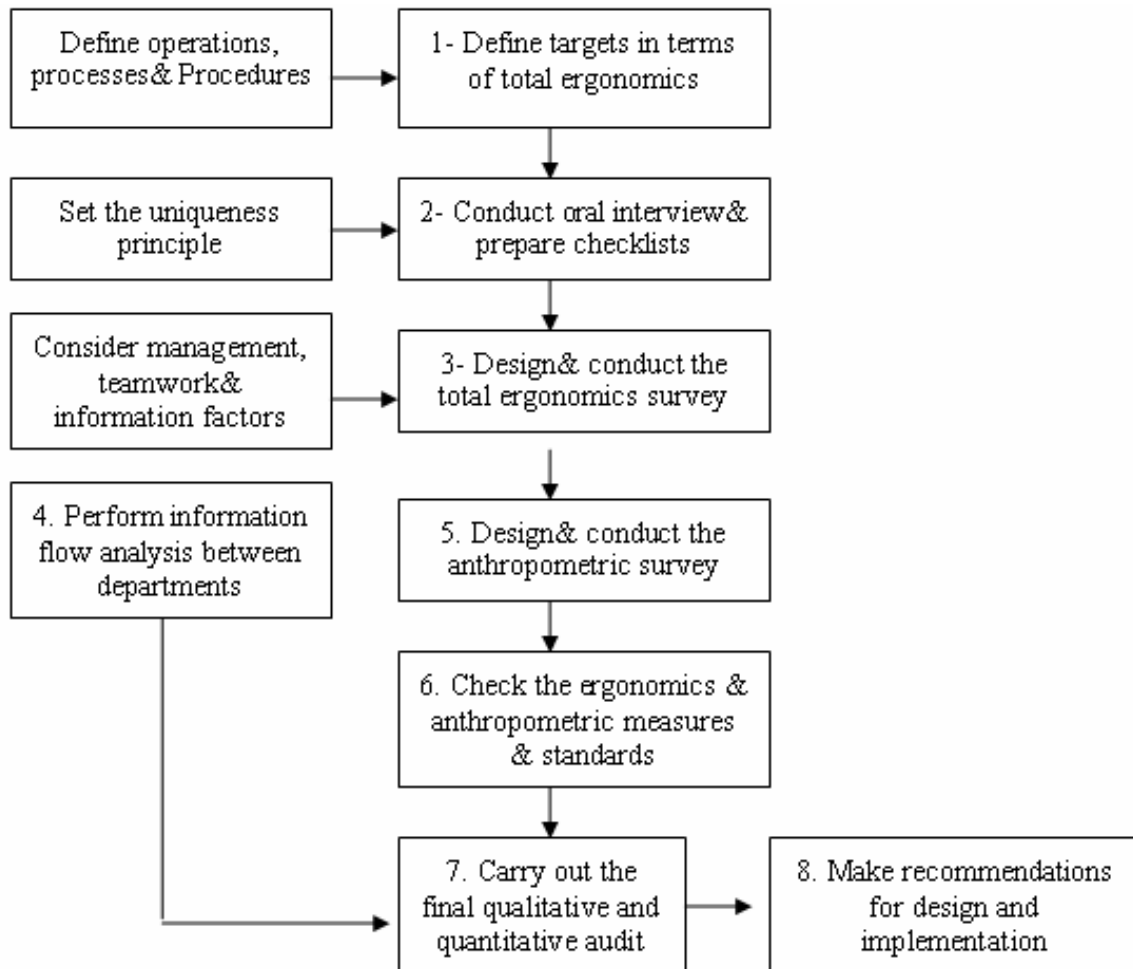 Define operations,
processes& Procedures
1- Define targets in terms
of total ergonomics
Set the uniqueness
principle
2- Conduct oral interview&
prepare checklists
Consider management,
teamwork&
information factors
3- Design& conduct the
total ergonomics survey
4. Perform information
flow analysis between
departments
5. Design& conduct the
anthropometric survey
6. Check the ergonomics &
anthropometric measures
& standards
7. Carry out the
final qualitative and
quantitative audit
8. Make recommendations
for design and
implementation